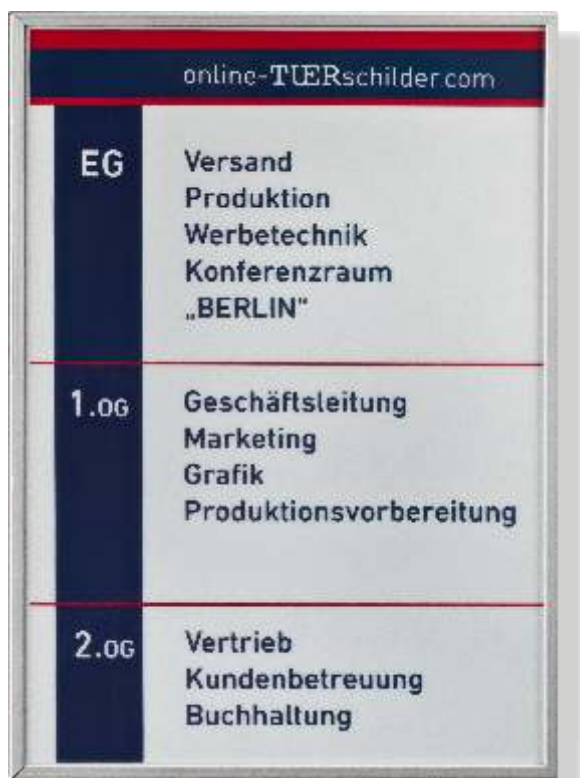 online-TUERschilder.com
EG
Versand
Produktion
Werbetechnik
Konferenzraum
„BERLIN"
1.OG
Geschäftsleitung
Marketing
Grafik
Produktionsvorbereitung
2.OG
Vertrieb
Kundenbetreuung
Buchhaltung